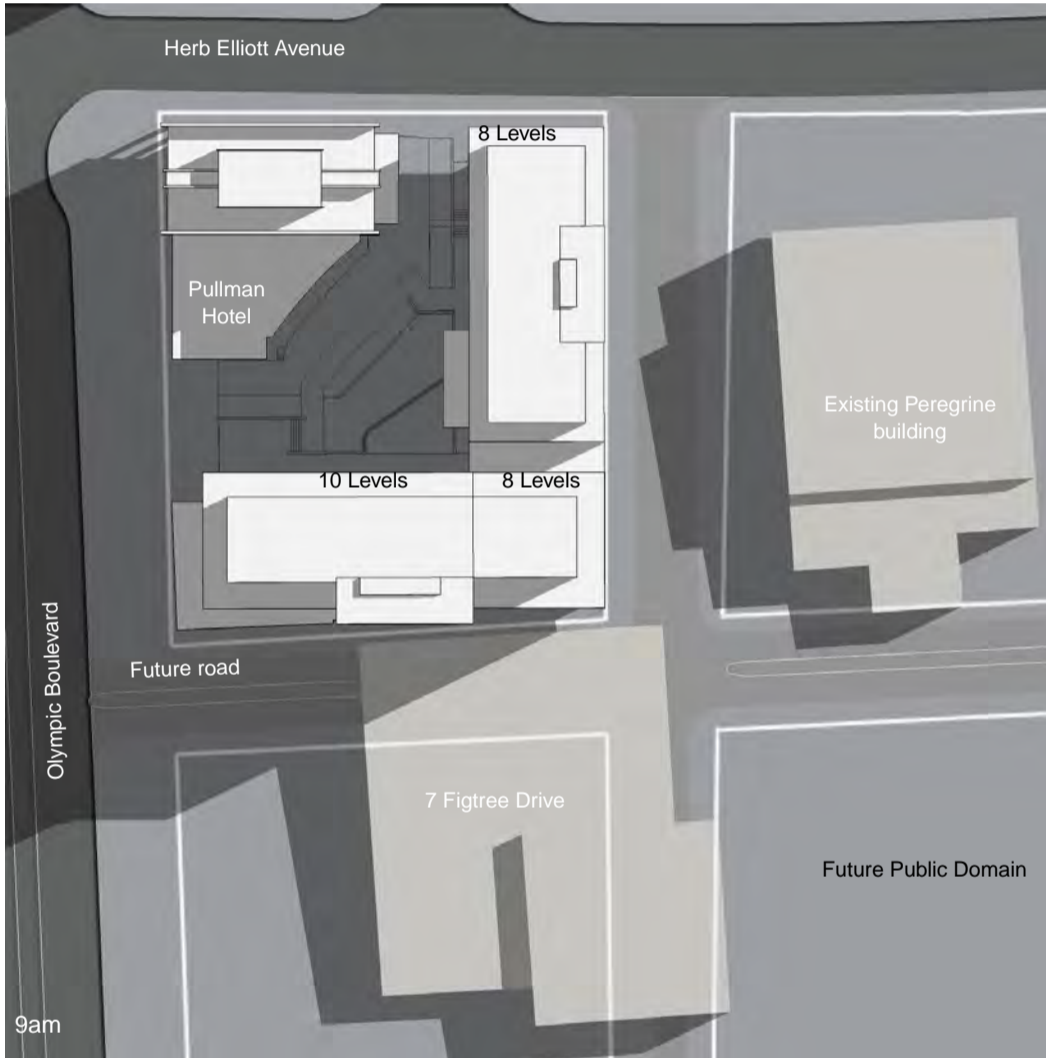 Herb Elliott Avenue
8 Levels
Pullman
Hotel
Existing Peregrine
building
10 Levels
8 Levels
Olympic Boulevard
Future road
7 Figtree Drive
Future Public Domain
9am